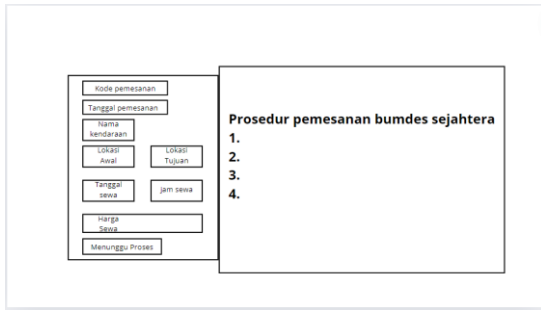 Kode pemesanan
Tanggal pemesanan
Nama
kendaraan
Lokasi
Awal
Lokasi
Tujuan
Tanggal
sewa
Jam sewa
Harga
Sewa
Menunggu Proses
Prosedur pemesanan bumdes sejahtera
1.
2.
3.
4.